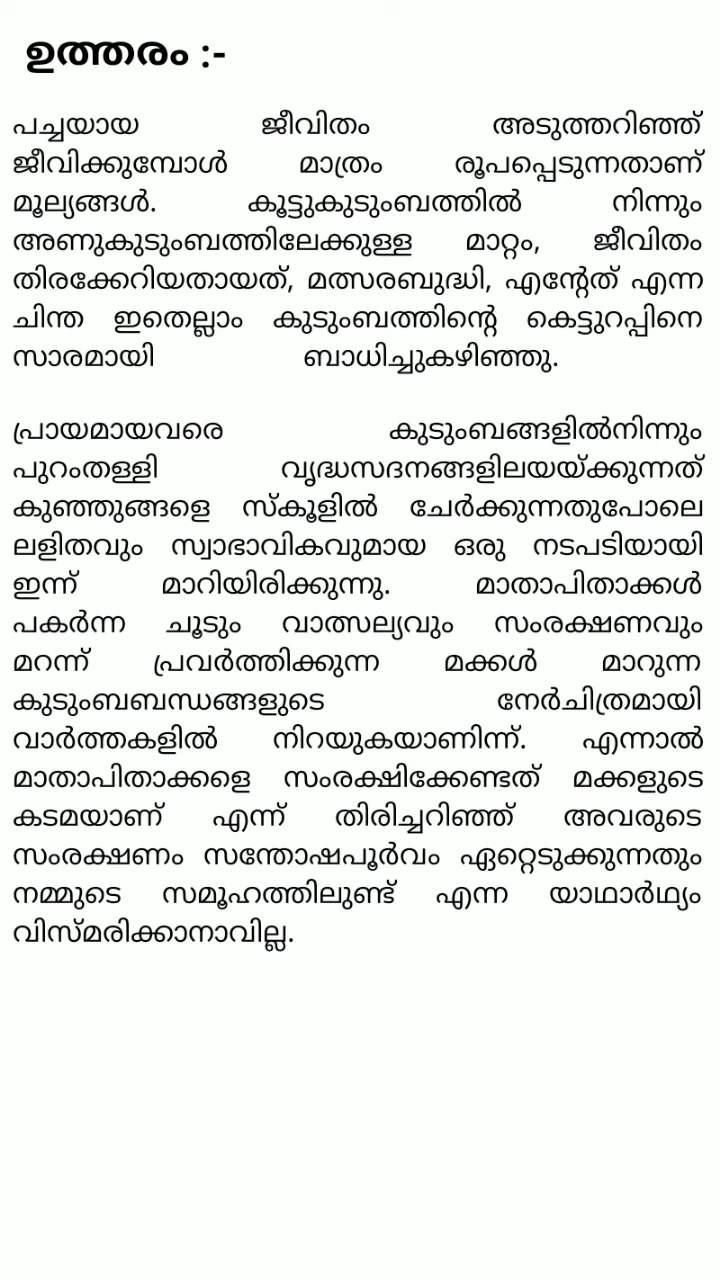 ഉത്തരം :-
പച്ചയായ ജീവിതം അടുത്തറിഞ്ഞ്
ജീവിക്കുമ്പോൾ മാത്രം രൂപപ്പെടുന്നതാണ്
മൂല്യങ്ങൾ. കൂട്ടുകുടുംബത്തിൽ നിന്നും
അണുകുടുംബത്തിലേക്കുള്ള മാറ്റം, ജീവിതം
തിരക്കേറിയതായത്, മത്സരബുദ്ധി, എന്റേത് എന്ന
ചിന്ത ഇതെല്ലാം കുടുംബത്തിന്റെ കെട്ടുറപ്പിനെ
സാരമായി ബാധിച്ചുകഴിഞ്ഞു.
പ്രായമായവരെ കുടുംബങ്ങളിൽനിന്നും
പുറംതള്ളി വൃദ്ധസദനങ്ങളിലയയ്ക്കുന്നത്
കുഞ്ഞുങ്ങളെ സ്കൂളിൽ ചേർക്കുന്നതുപോലെ
ലളിതവും സ്വാഭാവികവുമായ ഒരു നടപടിയായി
ഇന്ന് മാറിയിരിക്കുന്നു. മാതാപിതാക്കൾ
പകർന്ന ചൂടും വാത്സല്യവും സംരക്ഷണവും
മറന്ന് പ്രവർത്തിക്കുന്ന മക്കൾ മാറുന്ന
കുടുംബബന്ധങ്ങളുടെ നേർചിത്രമായി
വാർത്തകളിൽ നിറയുകയാണിന്ന്. എന്നാൽ
മാതാപിതാക്കളെ സംരക്ഷിക്കേണ്ടത് മക്കളുടെ
കടമയാണ് എന്ന് തിരിച്ചറിഞ്ഞ് അവരുടെ
സംരക്ഷണം സന്തോഷപൂർവം ഏറ്റെടുക്കുന്നതും
നമ്മുടെ സമൂഹത്തിലുണ്ട് എന്ന യാഥാർഥ്യം
വിസ്മരിക്കാനാവില്ല.